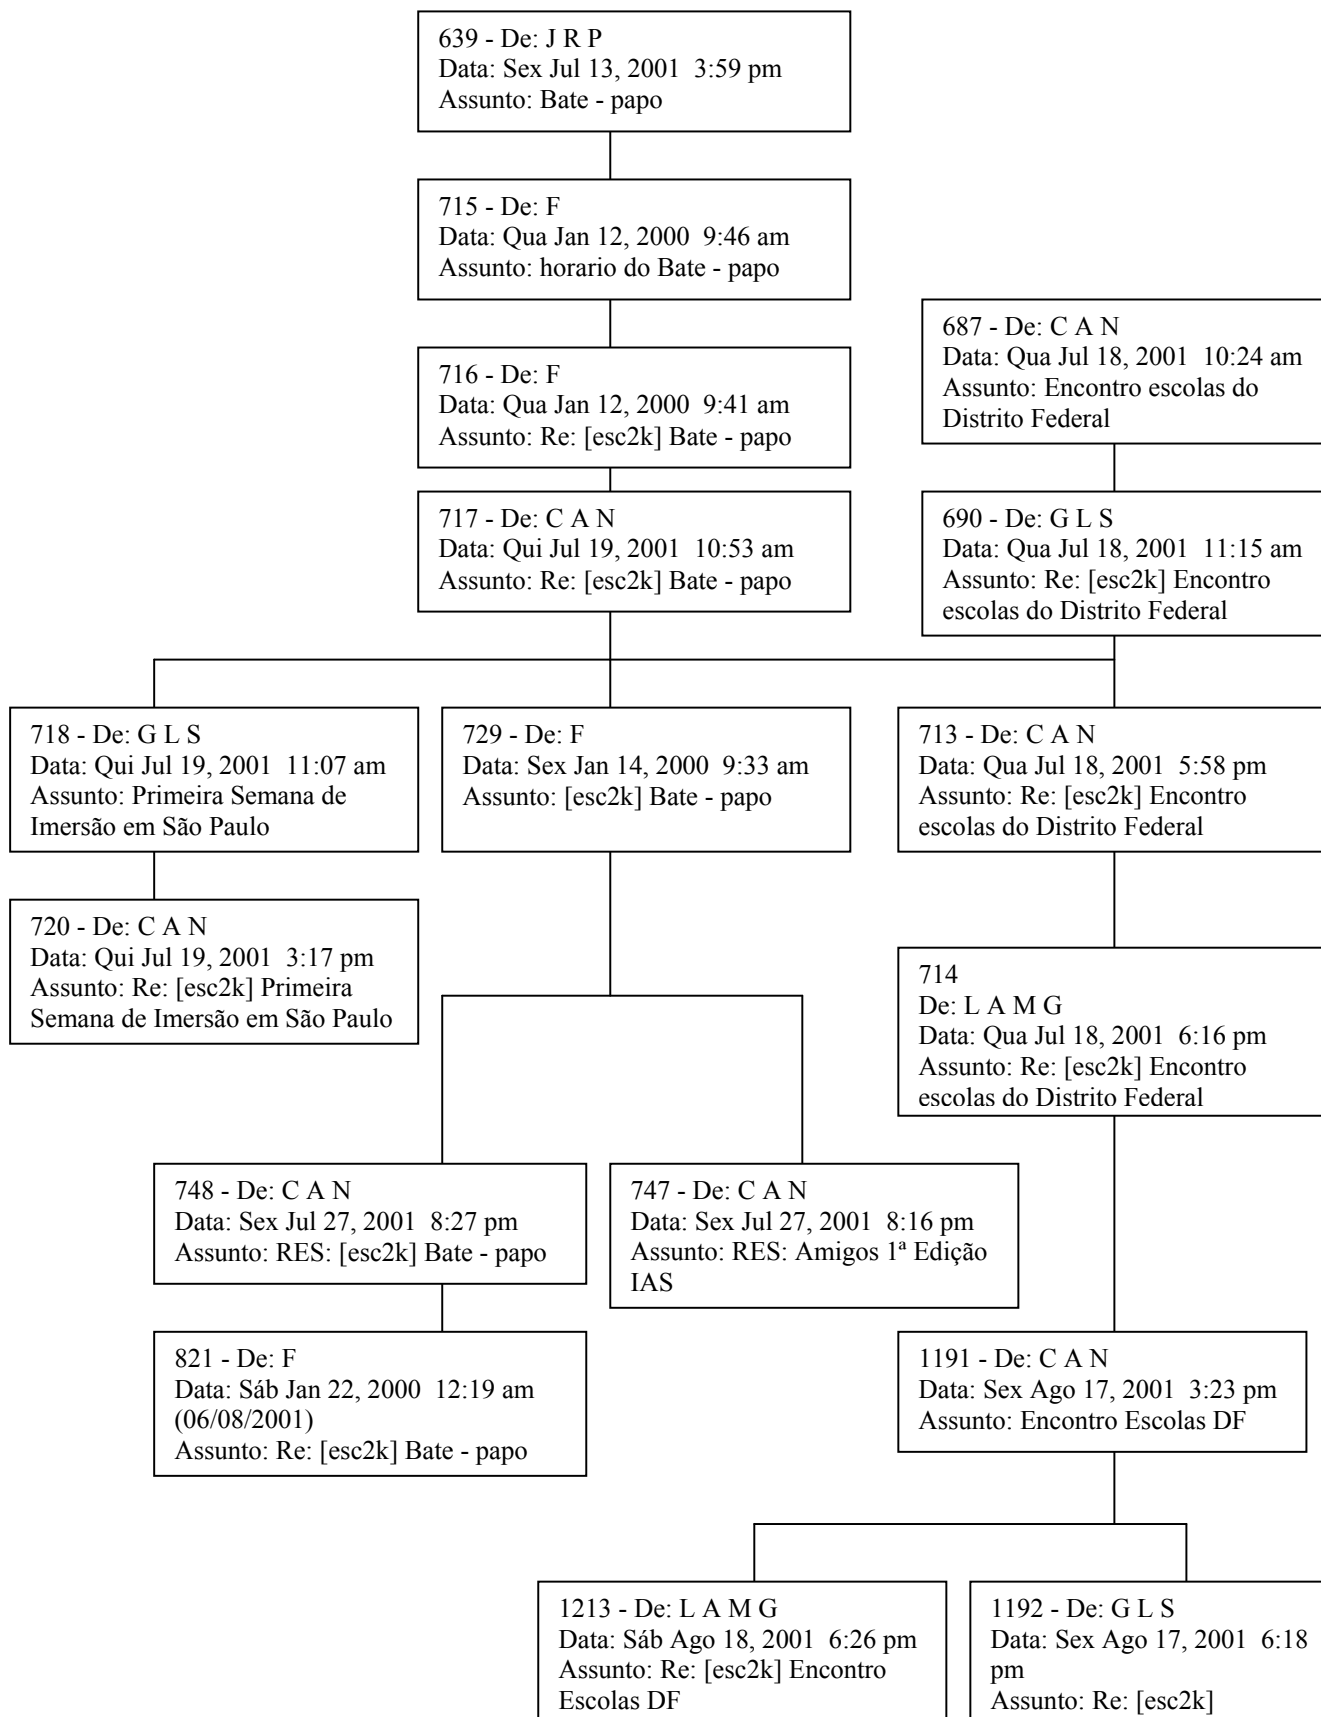 639 - De: J R P
Data: Sex Jul 13, 2001  3:59 pm
Assunto: Bate - papo
715 - De: F
Data: Qua Jan 12, 2000  9:46 am
Assunto: horario do Bate - papo
716 - De: F
Data: Qua Jan 12, 2000  9:41 am
Assunto: Re: [esc2k] Bate - papo
687 - De: C A N
Data: Qua Jul 18, 2001  10:24 am
Assunto: Encontro escolas do
Distrito Federal
717 - De: C A N
Data: Qui Jul 19, 2001  10:53 am
Assunto: Re: [esc2k] Bate - papo
690 - De: G L S
Data: Qua Jul 18, 2001  11:15 am
Assunto: Re: [esc2k] Encontro
escolas do Distrito Federal
718 - De: G L S
Data: Qui Jul 19, 2001  11:07 am
Assunto: Primeira Semana de
Imersão em São Paulo
729 - De: F
Data: Sex Jan 14, 2000  9:33 am
Assunto: [esc2k] Bate - papo
713 - De: C A N
Data: Qua Jul 18, 2001  5:58 pm
Assunto: Re: [esc2k] Encontro
escolas do Distrito Federal
720 - De: C A N
Data: Qui Jul 19, 2001  3:17 pm
Assunto: Re: [esc2k] Primeira
Semana de Imersão em São Paulo
714
De: L A M G
Data: Qua Jul 18, 2001  6:16 pm
Assunto: Re: [esc2k] Encontro
escolas do Distrito Federal
748 - De: C A N
Data: Sex Jul 27, 2001  8:27 pm
Assunto: RES: [esc2k] Bate - papo
747 - De: C A N
Data: Sex Jul 27, 2001  8:16 pm
Assunto: RES: Amigos 1ª Edição
IAS
821 - De: F
Data: Sáb Jan 22, 2000  12:19 am
(06/08/2001)
Assunto: Re: [esc2k] Bate - papo
1191 - De: C A N
Data: Sex Ago 17, 2001  3:23 pm
Assunto: Encontro Escolas DF
1213 - De: L A M G
Data: Sáb Ago 18, 2001  6:26 pm
Assunto: Re: [esc2k] Encontro
Escolas DF
1192 - De: G L S
Data: Sex Ago 17, 2001  6:18
pm
Assunto: Re: [esc2k]